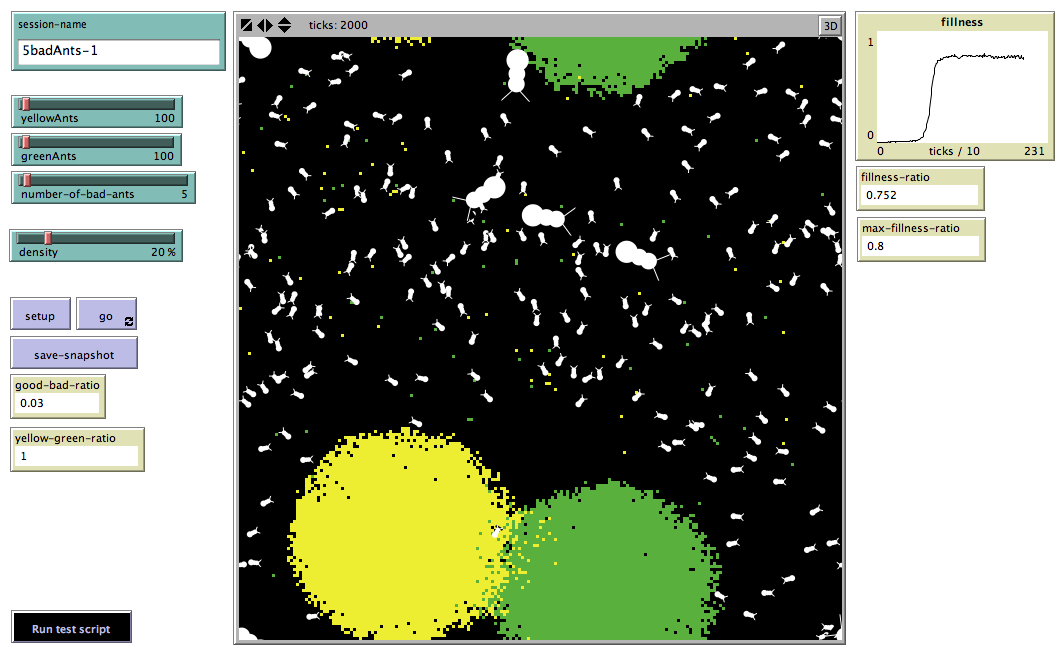 session-name
5badAnts-1
yellowAnts 100
greenAnts 100
number-of-bad-ants 5
density 20 %
setup
go
save-snapshot
good-bad-ratio
0.03
yellow-green-ratio
1
Run test script
ticks: 2000
3D
fillness
1
0
0 ticks / 10 231
fillness-ratio
0.752
max-fillness-ratio
0.8